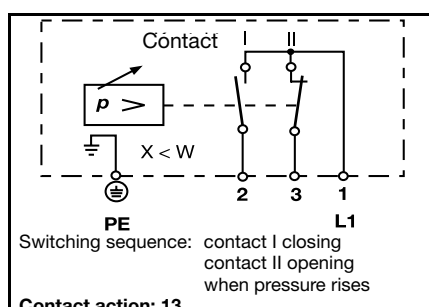 Contact I II
p >
X < W
2 3 1
PE L1
Switching sequence: contact I closing
contact II opening
when pressure rises
Contact action: 13